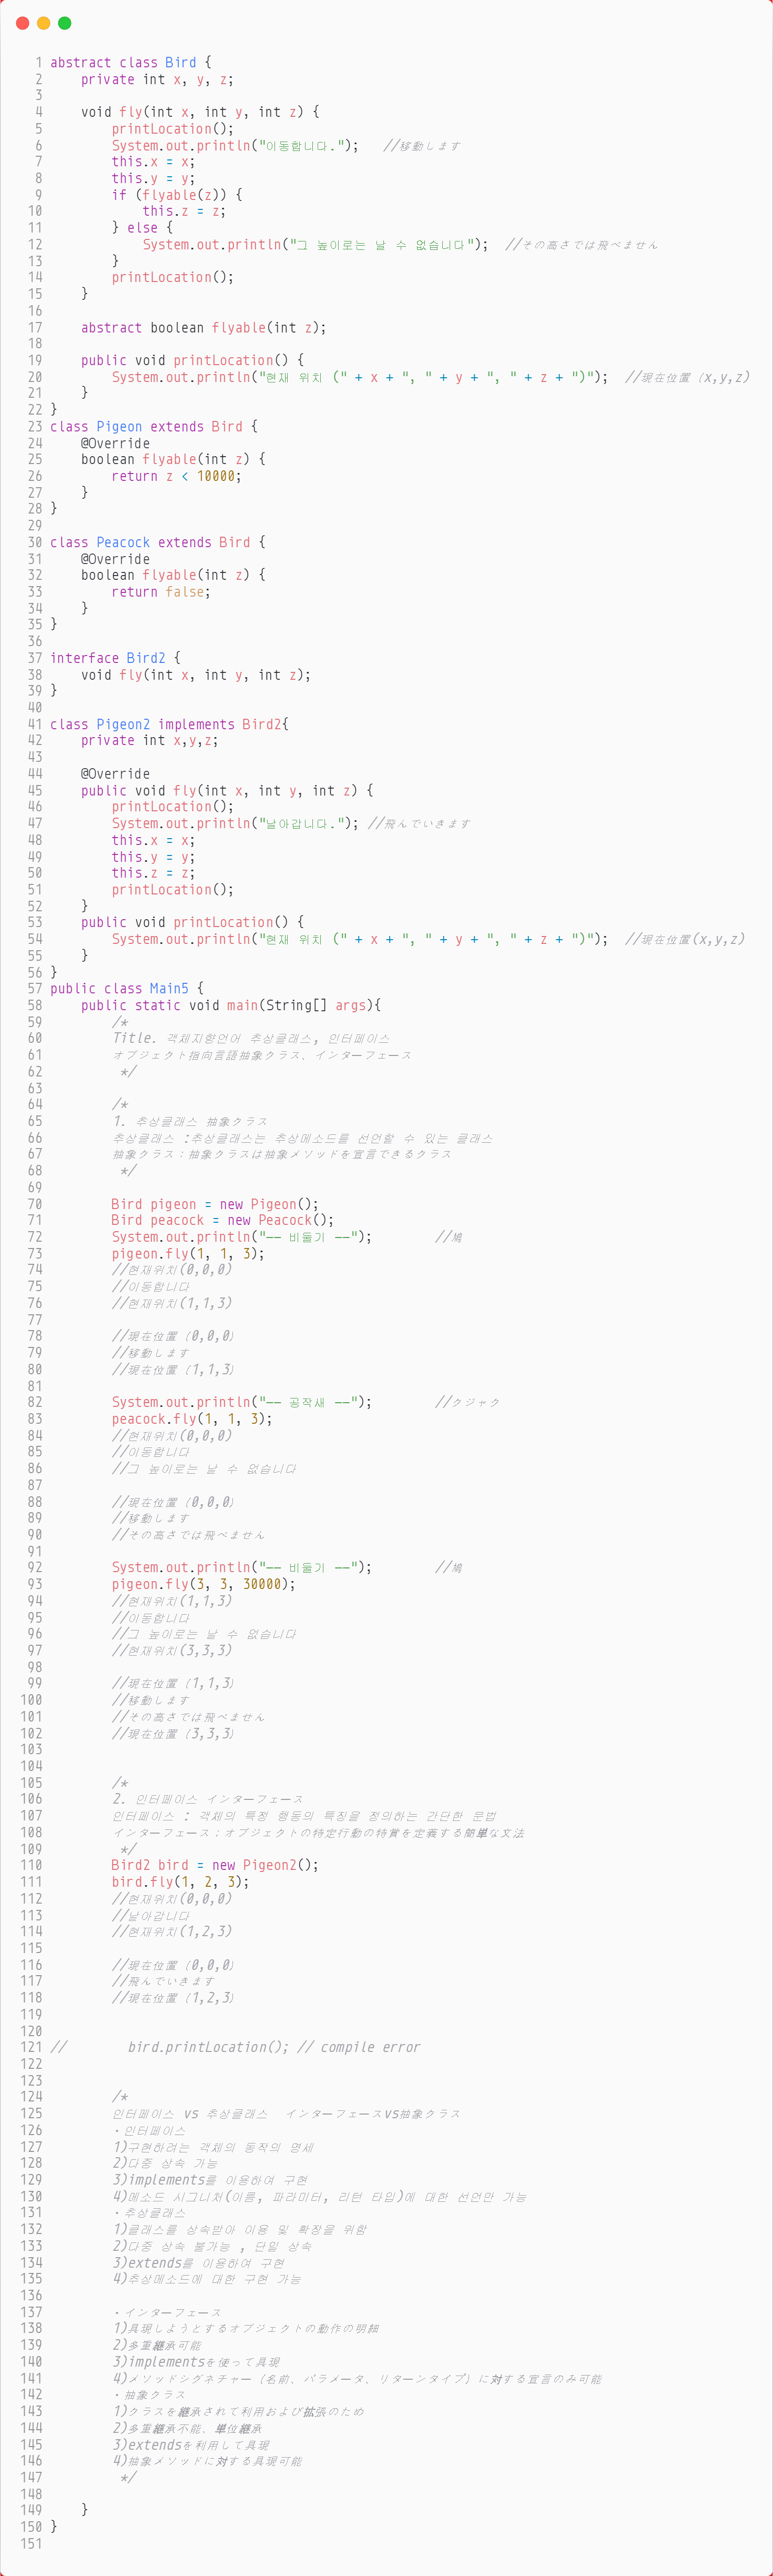 1 abstract class Bird {
2     private int x, y, z;
3
4     void fly(int x, int y, int z) {
5         printLocation();
6         System.out.println("이동합니다.");   //移動します
7         this.x = x;
8         this.y = y;
9         if (flyable(z)) {
10             this.z = z;
11         } else {
12             System.out.println("그 높이로는 날 수 없습니다");  //その高さでは飛べません
13         }
14         printLocation();
15     }
16
17     abstract boolean flyable(int z);
18
19     public void printLocation() {
20         System.out.println("현재 위치 (" + x + ", " + y + ", " + z + ")");  //現在位置（x,y,z）
21     }
22 }
23 class Pigeon extends Bird {
24     @Override
25     boolean flyable(int z) {
26         return z < 10000;
27     }
28 }
29
30 class Peacock extends Bird {
31     @Override
32     boolean flyable(int z) {
33         return false;
34     }
35 }
36
37 interface Bird2 {
38     void fly(int x, int y, int z);
39 }
40
41 class Pigeon2 implements Bird2{
42     private int x,y,z;
43
44     @Override
45     public void fly(int x, int y, int z) {
46         printLocation();
47         System.out.println("날아갑니다."); //飛んでいきます
48         this.x = x;
49         this.y = y;
50         this.z = z;
51         printLocation();
52     }
53     public void printLocation() {
54         System.out.println("현재 위치 (" + x + ", " + y + ", " + z + ")");  //現在位置(x,y,z)
55     }
56 }
57 public class Main5 {
58     public static void main(String[] args){
59         /*
60         Title. 객체지향언어 추상클래스, 인터페이스
61         オブジェクト指向言語抽象クラス、インターフェース
62          */
63
64         /*
65         1. 추상클래스 抽象クラス
66         추상클래스 :추상클래스는 추상메소드를 선언할 수 있는 클래스
67         抽象クラス：抽象クラスは抽象メソッドを宣言できるクラス
68          */
69
70         Bird pigeon = new Pigeon();
71         Bird peacock = new Peacock();
72         System.out.println("-- 비둘기 --");        //鳩
73         pigeon.fly(1, 1, 3);
74         //현재위치(0,0,0)
75         //이동합니다
76         //현재위치(1,1,3)
77
78         //現在位置（0,0,0）
79         //移動します
80         //現在位置（1,1,3）
81
82         System.out.println("-- 공작새 --");        //クジャク
83         peacock.fly(1, 1, 3);
84         //현재위치(0,0,0)
85         //이동합니다
86         //그 높이로는 날 수 없습니다
87
88         //現在位置（0,0,0）
89         //移動します
90         //その高さでは飛べません
91
92         System.out.println("-- 비둘기 --");        //鳩
93         pigeon.fly(3, 3, 30000);
94         //현재위치(1,1,3)
95         //이동합니다
96         //그 높이로는 날 수 없습니다
97         //현재위치(3,3,3)
98
99         //現在位置（1,1,3）
100         //移動します
101         //その高さでは飛べません
102         //現在位置（3,3,3）
103
104
105         /*
106         2. 인터페이스 インターフェース
107         인터페이스 : 객체의 특정 행동의 특징을 정의하는 간단한 문법
108         インターフェース：オブジェクトの特定行動の特賞を定義する簡単な文法
109          */
110         Bird2 bird = new Pigeon2();
111         bird.fly(1, 2, 3);
112         //현재위치(0,0,0)
113         //날아갑니다
114         //현재위치(1,2,3)
115
116         //現在位置（0,0,0）
117         //飛んでいきます
118         //現在位置（1,2,3）
119
120
121 //        bird.printLocation(); // compile error
122
123
124         /*
125         인터페이스 vs 추상클래스  インターフェースvs抽象クラス
126         ・인터페이스
127         1)구현하려는 객체의 동작의 명세
128         2)다중 상속 가능
129         3)implements를 이용하여 구현
130         4)메소드 시그니처(이름, 파라미터, 리턴 타입)에 대한 선언만 가능
131         ・추상클래스
132         1)클래스를 상속받아 이용 및 확장을 위함
133         2)다중 상속 불가능 , 단일 상속
134         3)extends를 이용하여 구현
135         4)추상메소드에 대한 구현 가능
136
137         ・インターフェース
138         1)具現しようとするオブジェクトの動作の明細
139         2)多重継承可能
140         3)implementsを使って具現
141         4)メソッドシグネチャー（名前、パラメータ、リターンタイプ）に対する宣言のみ可能
142         ・抽象クラス
143         1)クラスを継承されて利用および拡張のため
144         2)多重継承不能、単位継承
145         3)extendsを利用して具現
146         4)抽象メソッドに対する具現可能
147          */
148
149     }
150 }
151